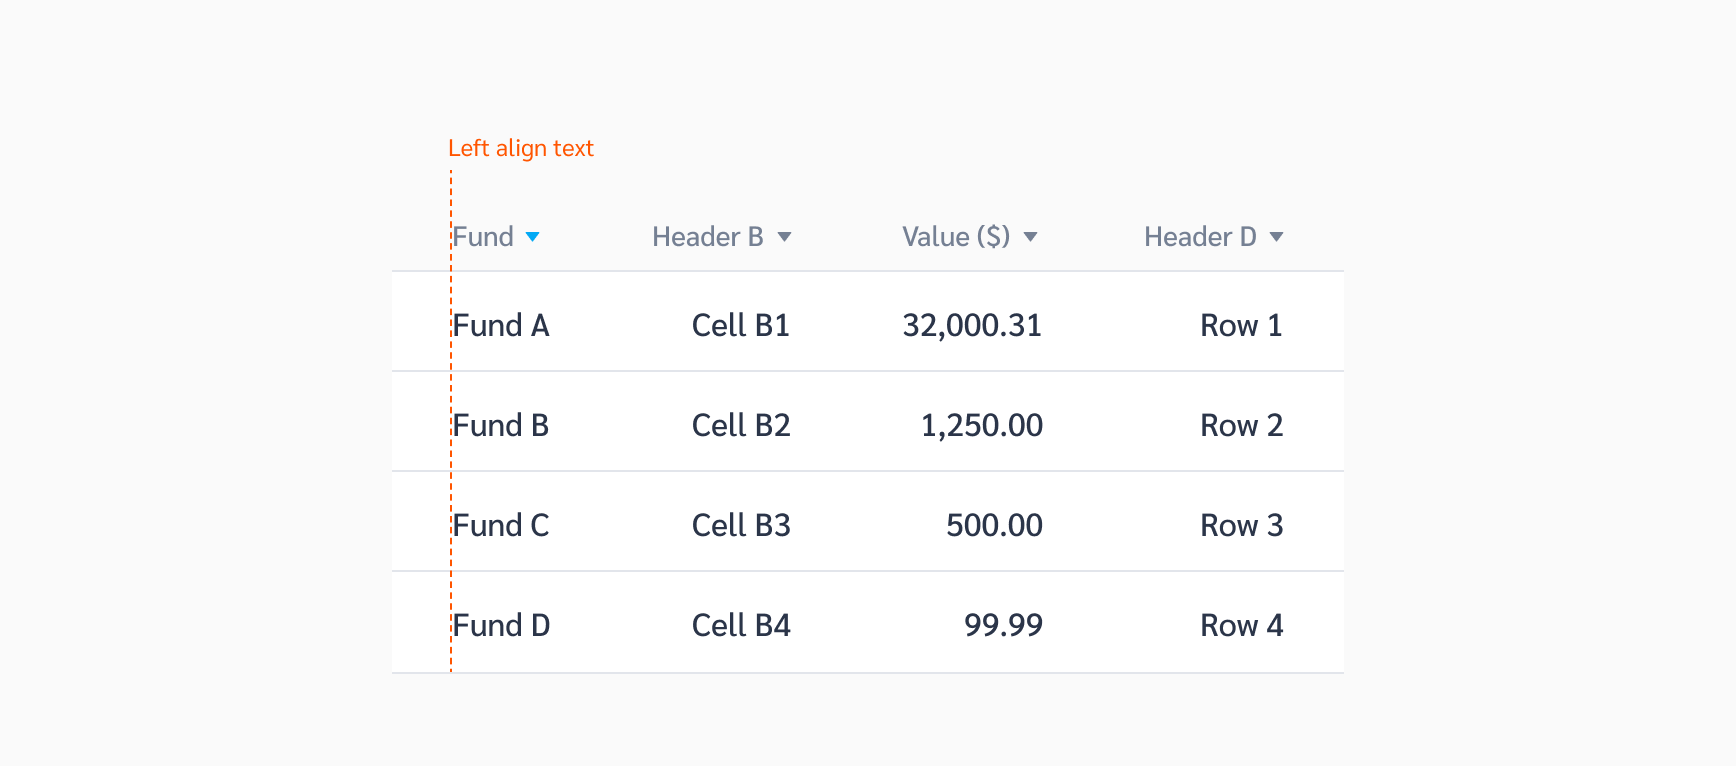 Left align text
Fund Header B Value ($) Header D
Fund A Cell B1 32,000.31 Row 1
Fund B Cell B2 1,250.00 Row 2
Fund C Cell B3 500.00 Row 3
Fund D Cell B4 99.99 Row 4